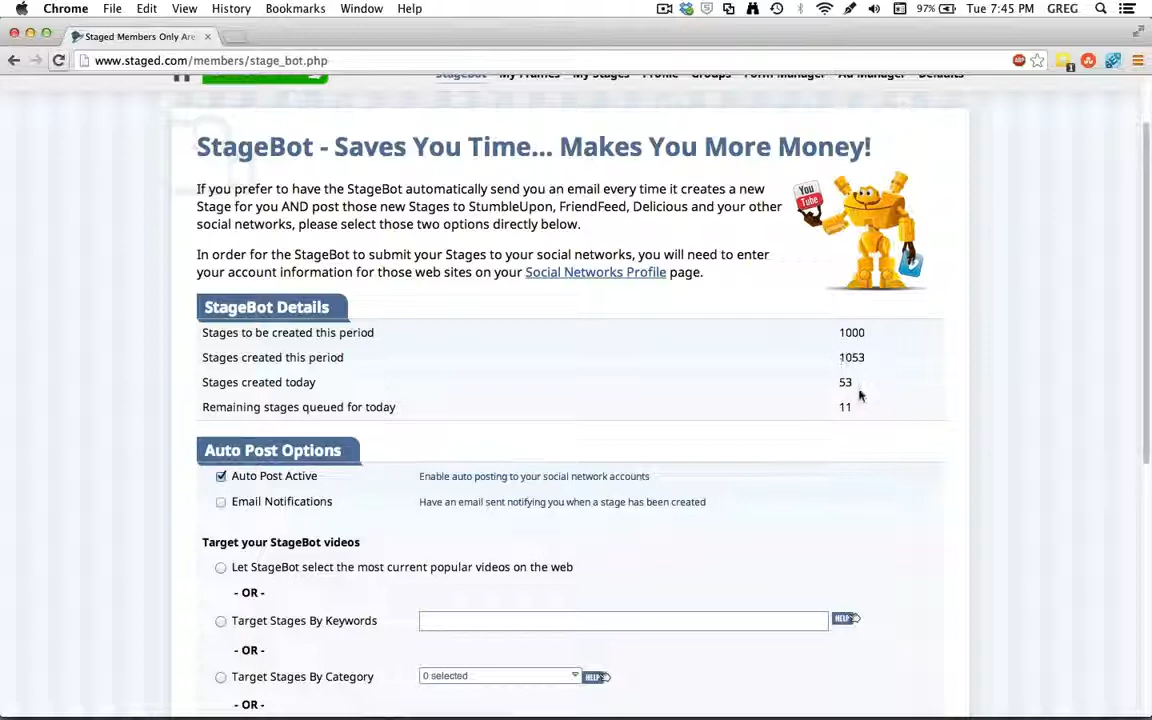 Chrome File Edit View History Bookmarks Window Help 97% Tue 7:45 PM GREG
Staged Members Only Are
www.staged.com/members/stage_bot.php
StageBot My Frames My Stages Profile Groups Form Manager Ad Manager Defaults
StageBot - Saves You Time... Makes You More Money!
If you prefer to have the StageBot automatically send you an email every time it creates a new
Stage for you AND post those new Stages to StumbleUpon, FriendFeed, Delicious and your other
social networks, please select those two options directly below.
You
Tube
In order for the StageBot to submit your Stages to your social networks, you will need to enter
your account information for those web sites on your Social Networks Profile page.
StageBot Details
Stages to be created this period 1000
Stages created this period 1053
Stages created today 53
Remaining stages queued for today 11
Auto Post Options
Auto Post Active Enable auto posting to your social network accounts
Email Notifications Have an email sent notifying you when a stage has been created
Target your StageBot videos
Let StageBot select the most current popular videos on the web
- OR -
Target Stages By Keywords HELP
- OR -
Target Stages By Category 0 selected HELP
- OR -